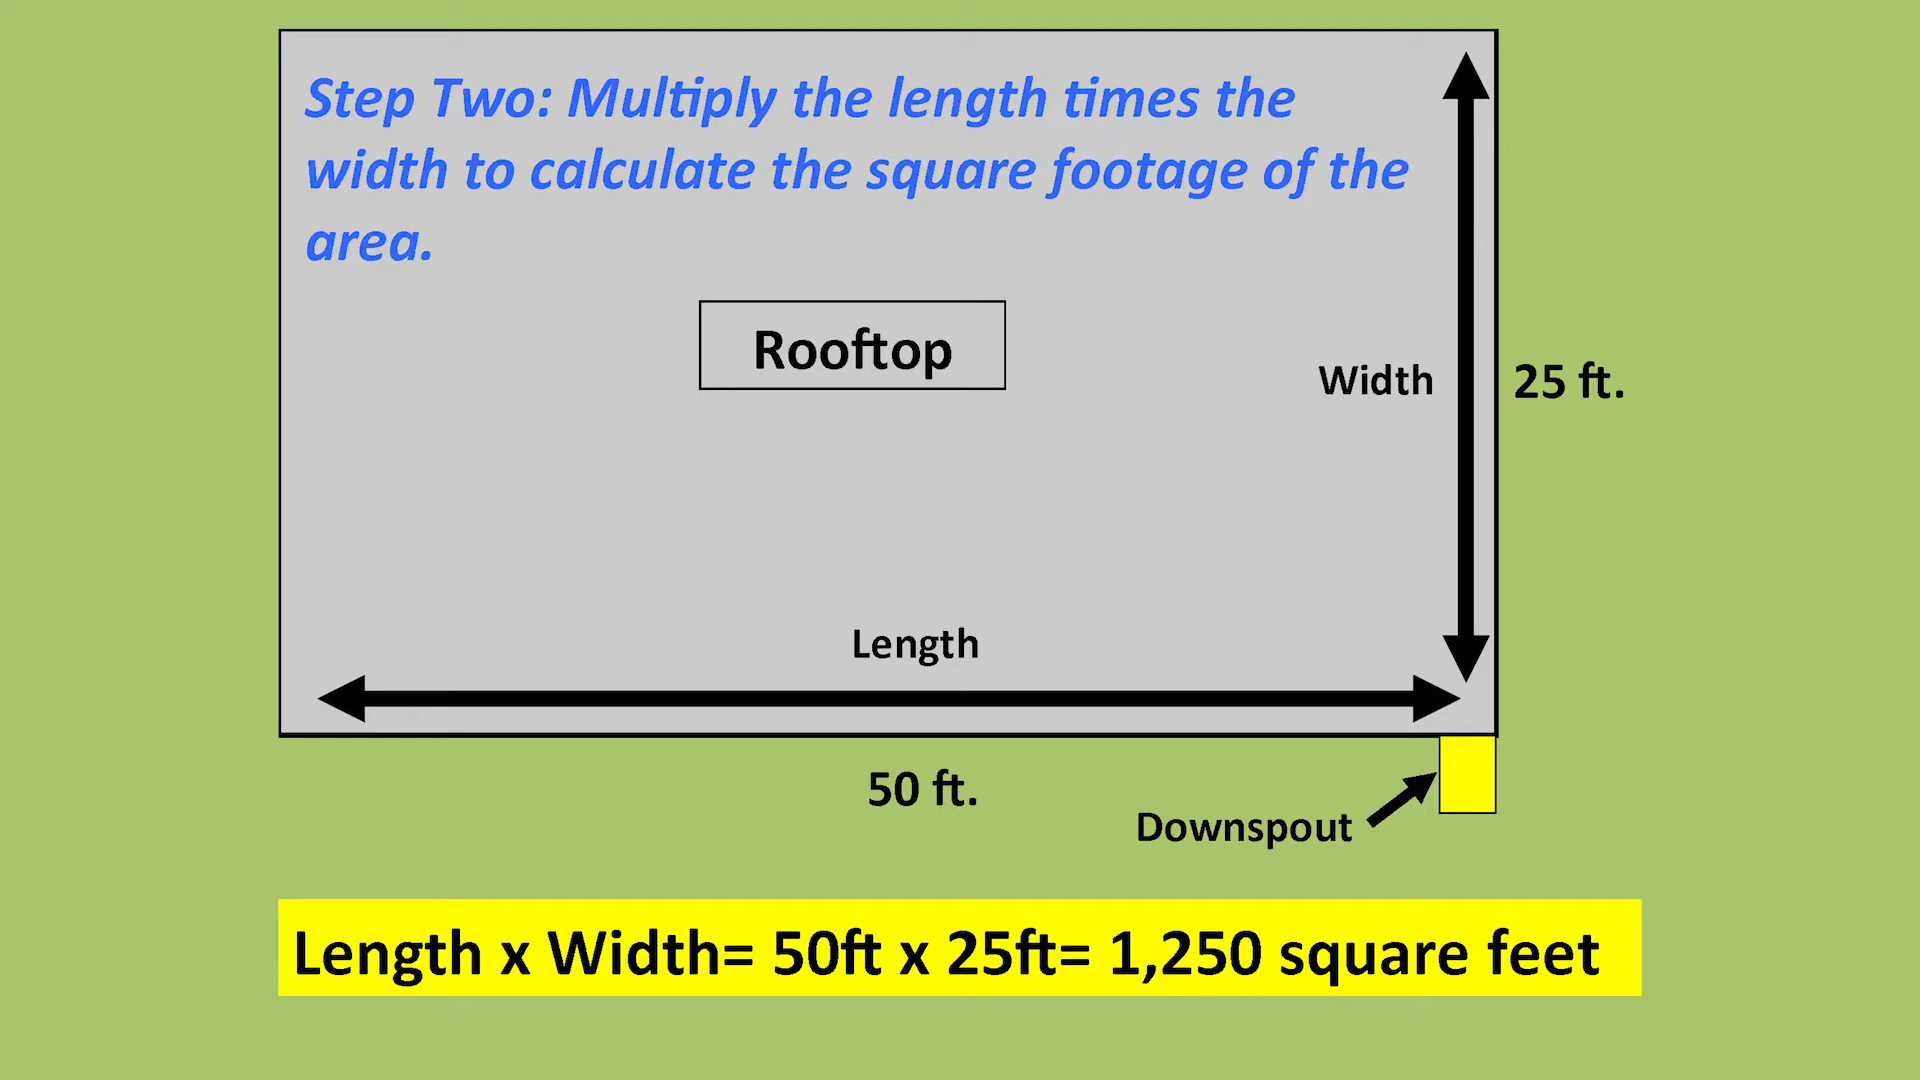 Step Two: Multiply the length times the
width to calculate the square footage of the
area.
Rooftop
Width
25 ft.
Length
50 ft.
Downspout
Length x Width= 50ft x 25ft= 1,250 square feet